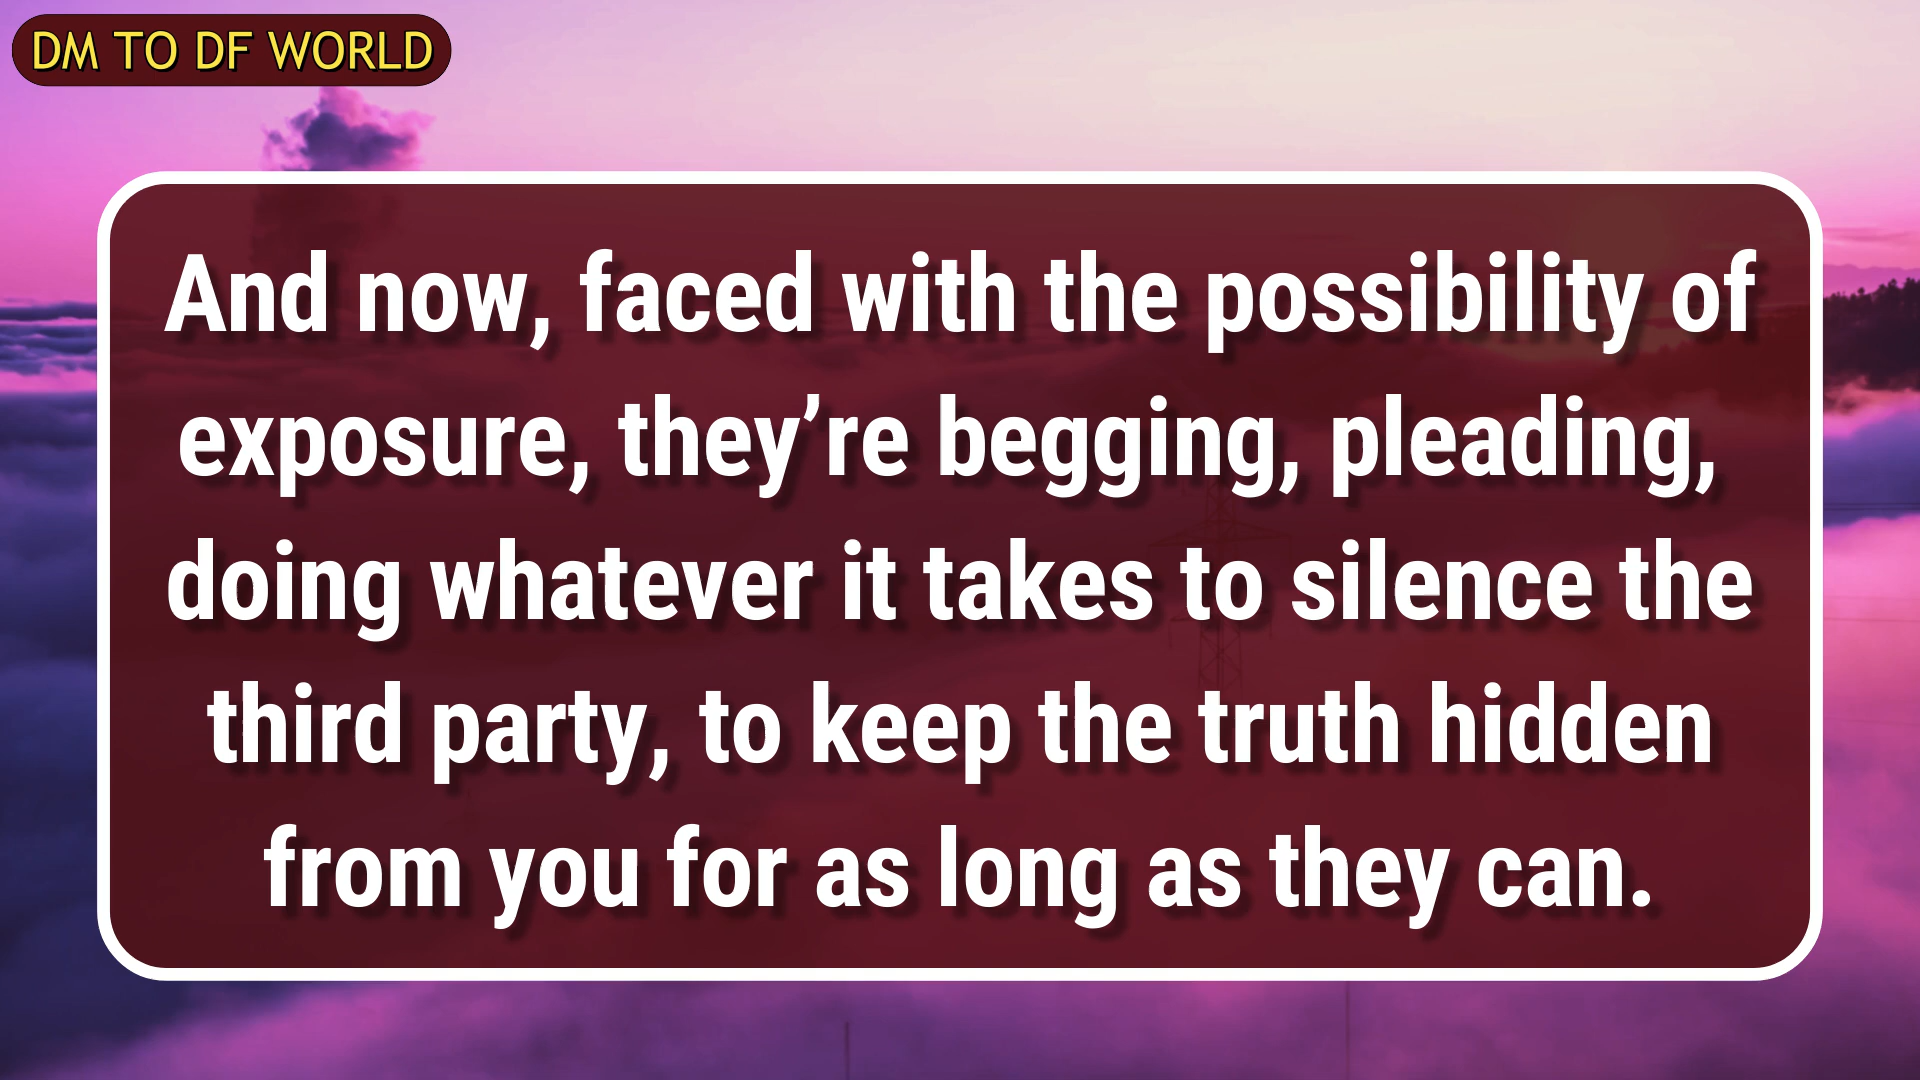 DM TO DF WORLD
And now, faced with the possibility of
exposure, they’re begging, pleading,
doing whatever it takes to silence the
third party, to keep the truth hidden
from you for as long as they can.